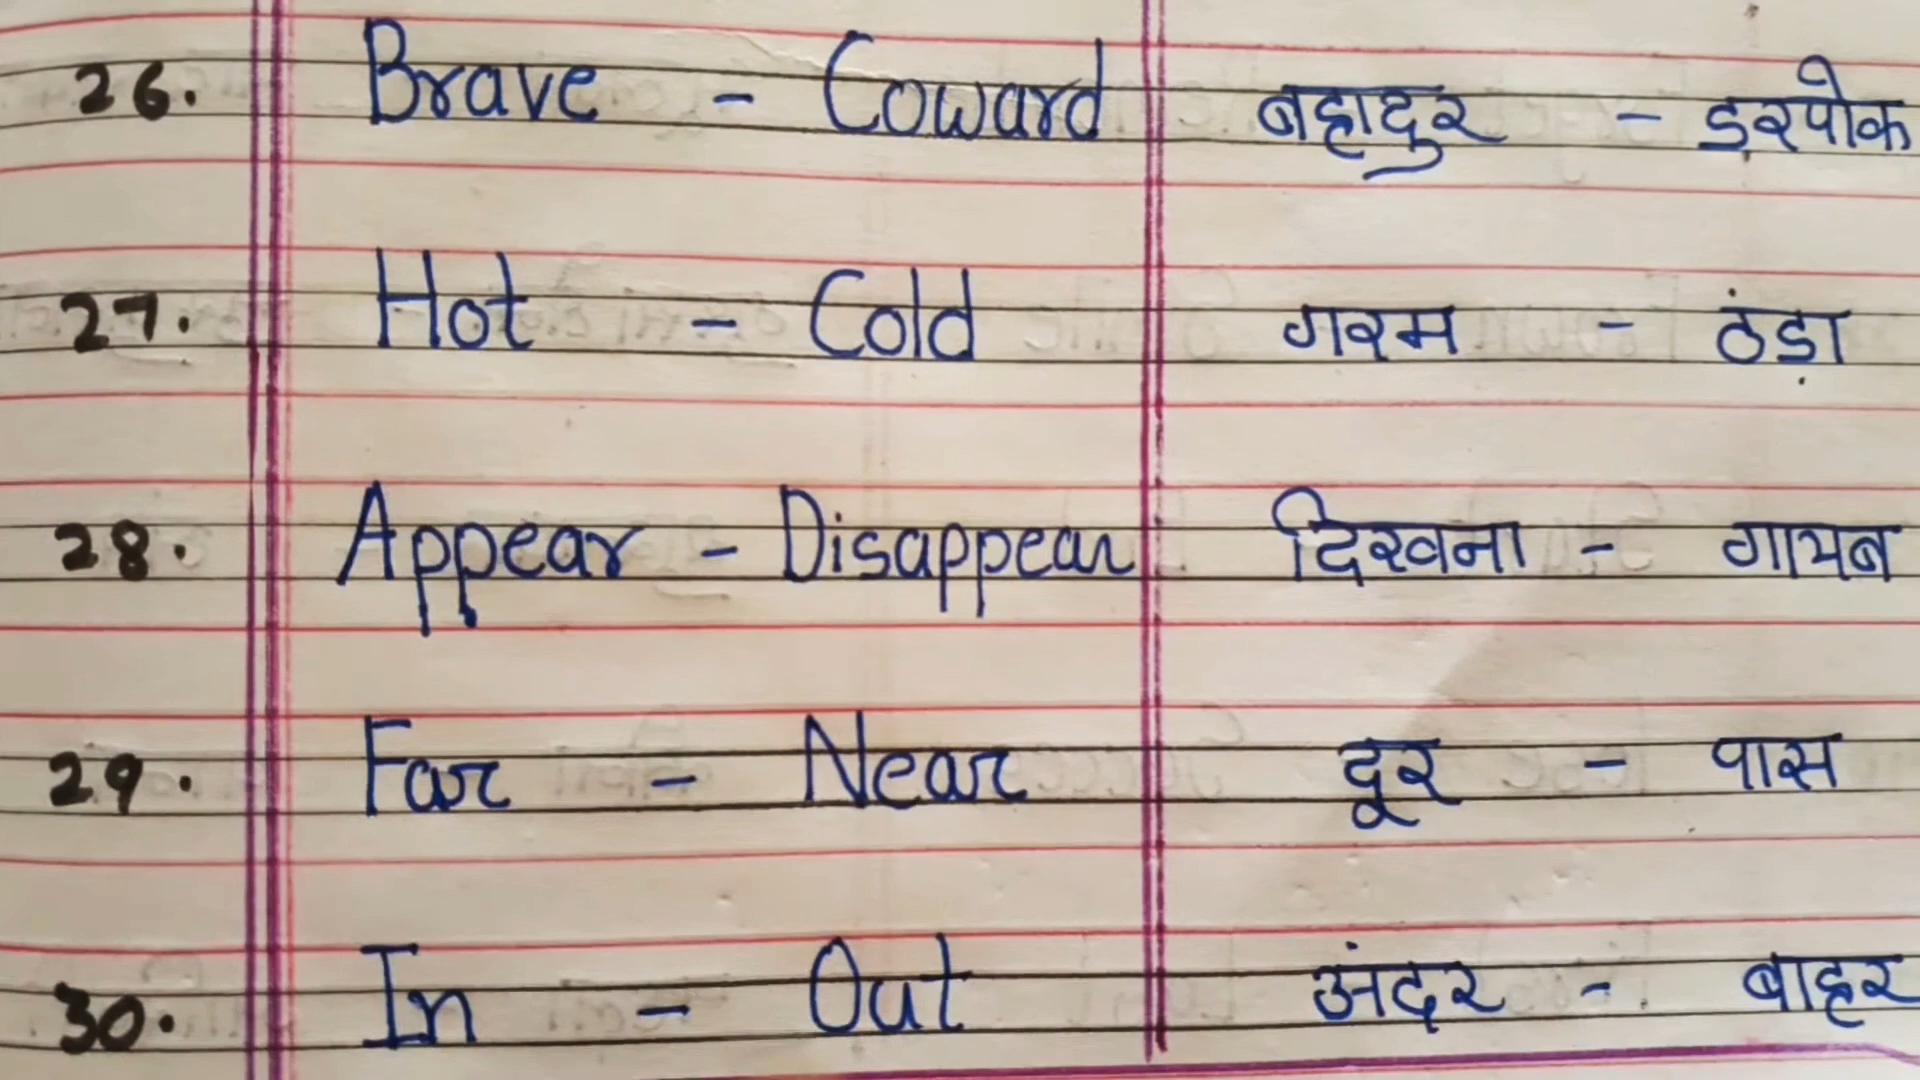 26. Brave - Coward बहादुर - डरपोक
27. Hot - Cold गरम - ठंड़ा
28. Appear - Disappear दिखना - गायब
29. Far - Near दूर - पास
30. In - Out अंदर - बाहर